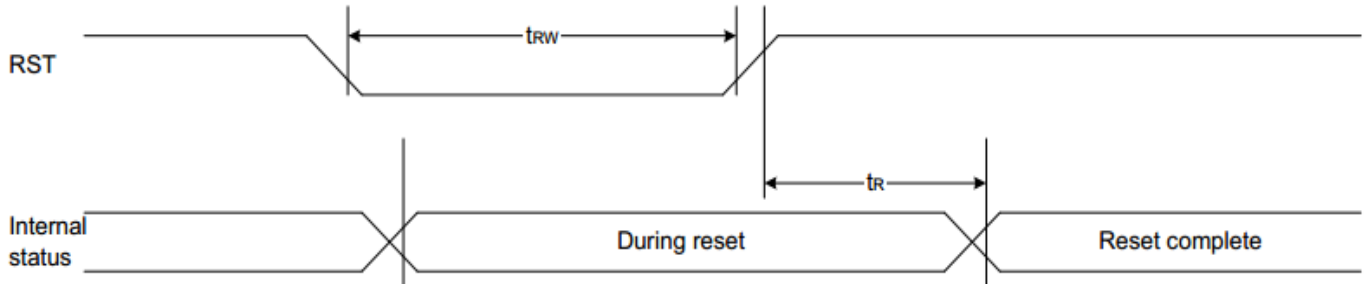 tRW
RST
tR
Internal
status
During reset
Reset complete